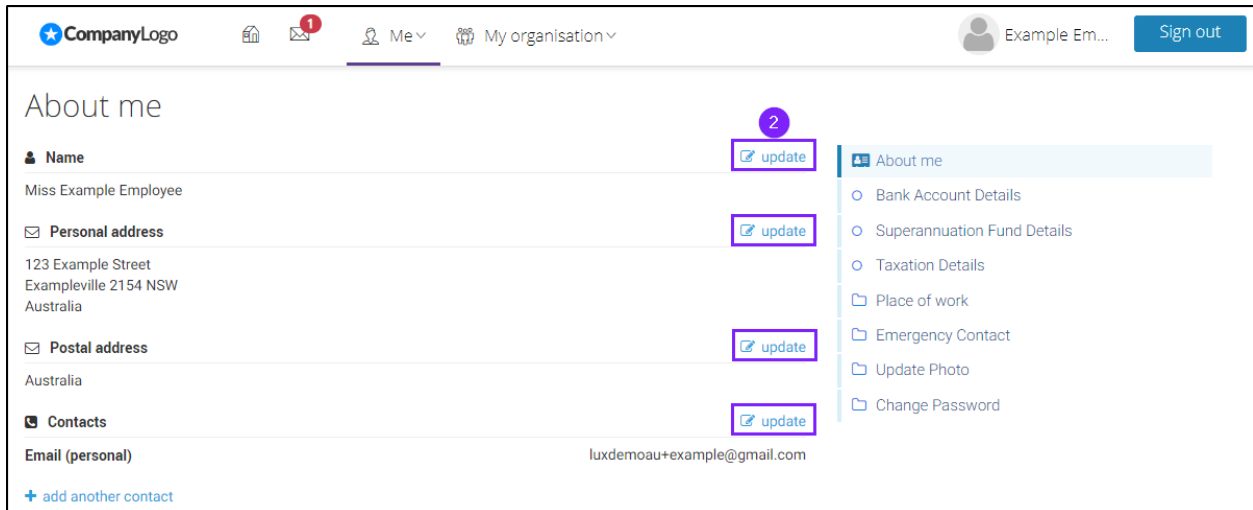 CompanyLogo
1
Me
My organisation
Example Em...
Sign out
About me
2
Name
update
Miss Example Employee
Personal address
update
123 Example Street
Exampleville 2154 NSW
Australia
Postal address
update
Australia
Contacts
update
Email (personal)
luxdemoau+example@gmail.com
+ add another contact
About me
Bank Account Details
Superannuation Fund Details
Taxation Details
Place of work
Emergency Contact
Update Photo
Change Password